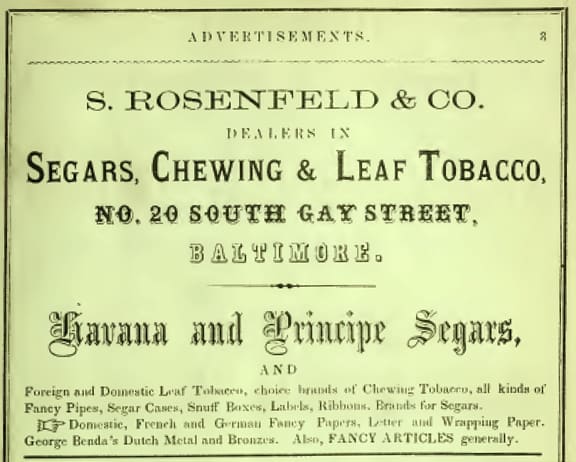 ADVERTISEMENTS. 3
S. ROSENFELD & CO.
DEALERS IN
SEGARS, CHEWING & LEAF TOBACCO,
NO. 20 SOUTH GAY STREET,
BALTIMORE.
Havana and Principe Segars,
AND
Foreign and Domestic Leaf Tobacco, choice brands of Chewing Tobacco, all kinds of
Fancy Pipes, Segar Cases, Snuff Boxes, Labels, Ribbons. Brands for Segars.
☞ Domestic, French and German Fancy Papers, Letter and Wrapping Paper.
George Benda's Dutch Metal and Bronzes. Also, FANCY ARTICLES generally.